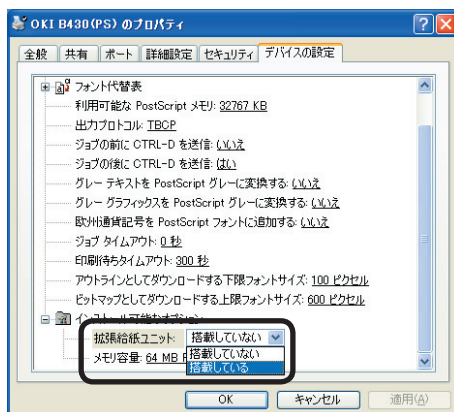 OKI B430(PS) のプロパティ
全般 共有 ポート 詳細設定 セキュリティ デバイスの設定
フォント代替表
利用可能な PostScript メモリ: 32767 KB
出力プロトコル: TBCP
ジョブの前に CTRL-D を送信: いいえ
ジョブの後に CTRL-D を送信: はい
グレー テキストを PostScript グレーに変換する: いいえ
グレー グラフィックスを PostScript グレーに変換する: いいえ
欧州通貨記号を PostScript フォントに追加する: いいえ
ジョブ タイムアウト: 0 秒
印刷待ちタイムアウト: 300 秒
アウトラインとしてダウンロードする下限フォントサイズ: 100 ピクセル
ビットマップとしてダウンロードする上限フォントサイズ: 600 ピクセル
インストール可能なオプション
拡張給紙ユニット: 搭載していない
搭載していない
メモリ容量: 64 MB
搭載している
OK キャンセル 適用(A)